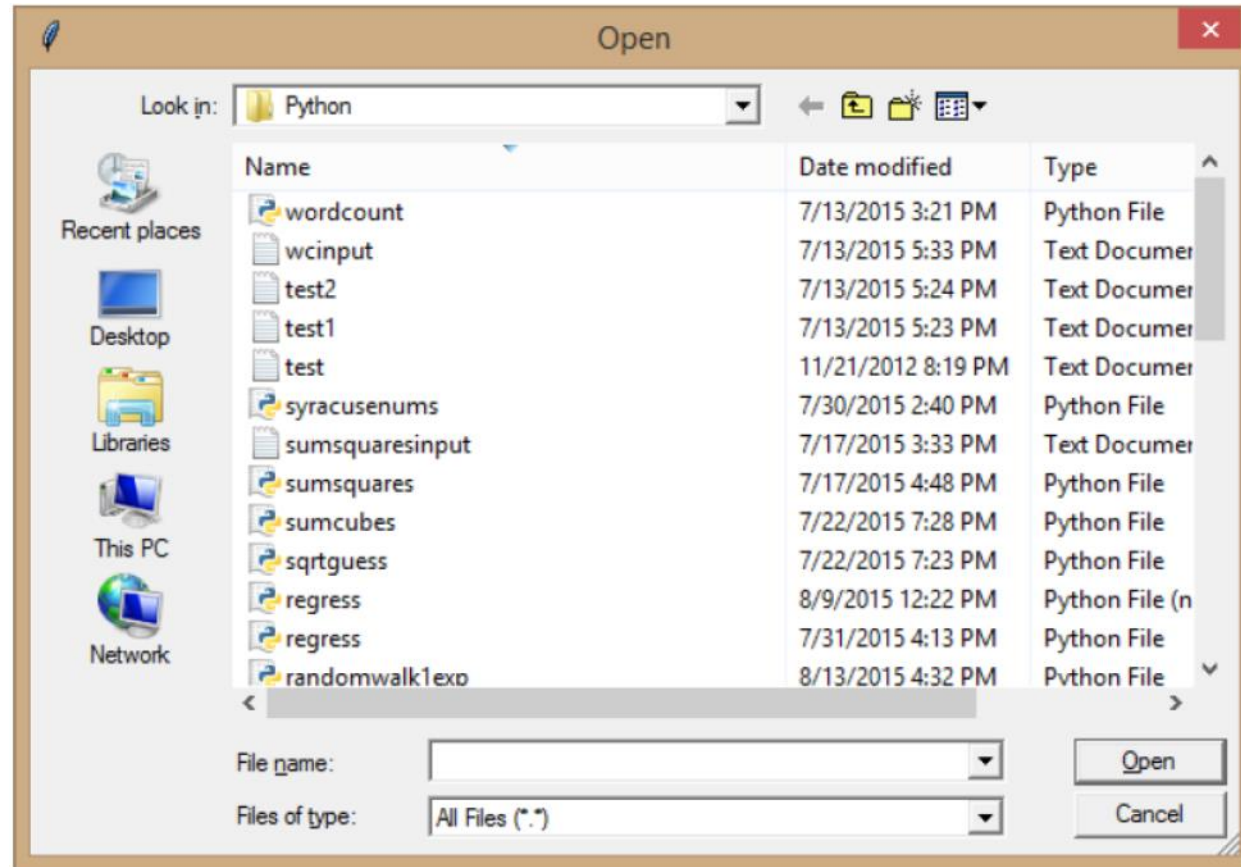 Open
Look in: Python
Name Date modified Type
wordcount 7/13/2015 3:21 PM Python File
wcinput 7/13/2015 5:33 PM Text Documer
test2 7/13/2015 5:24 PM Text Documer
test1 7/13/2015 5:23 PM Text Documer
test 11/21/2012 8:19 PM Text Documer
syracusenums 7/30/2015 2:40 PM Python File
sumsquaresinput 7/17/2015 3:33 PM Text Documer
sumsquares 7/17/2015 4:48 PM Python File
sumcubes 7/22/2015 7:28 PM Python File
sqrtguess 7/22/2015 7:23 PM Python File
regress 8/9/2015 12:22 PM Python File (n
regress 7/31/2015 4:13 PM Python File
randomwalk1exp 8/13/2015 4:32 PM Python File
Recent places
Desktop
Libraries
This PC
Network
File name: Open
Files of type: All Files (*.*) Cancel